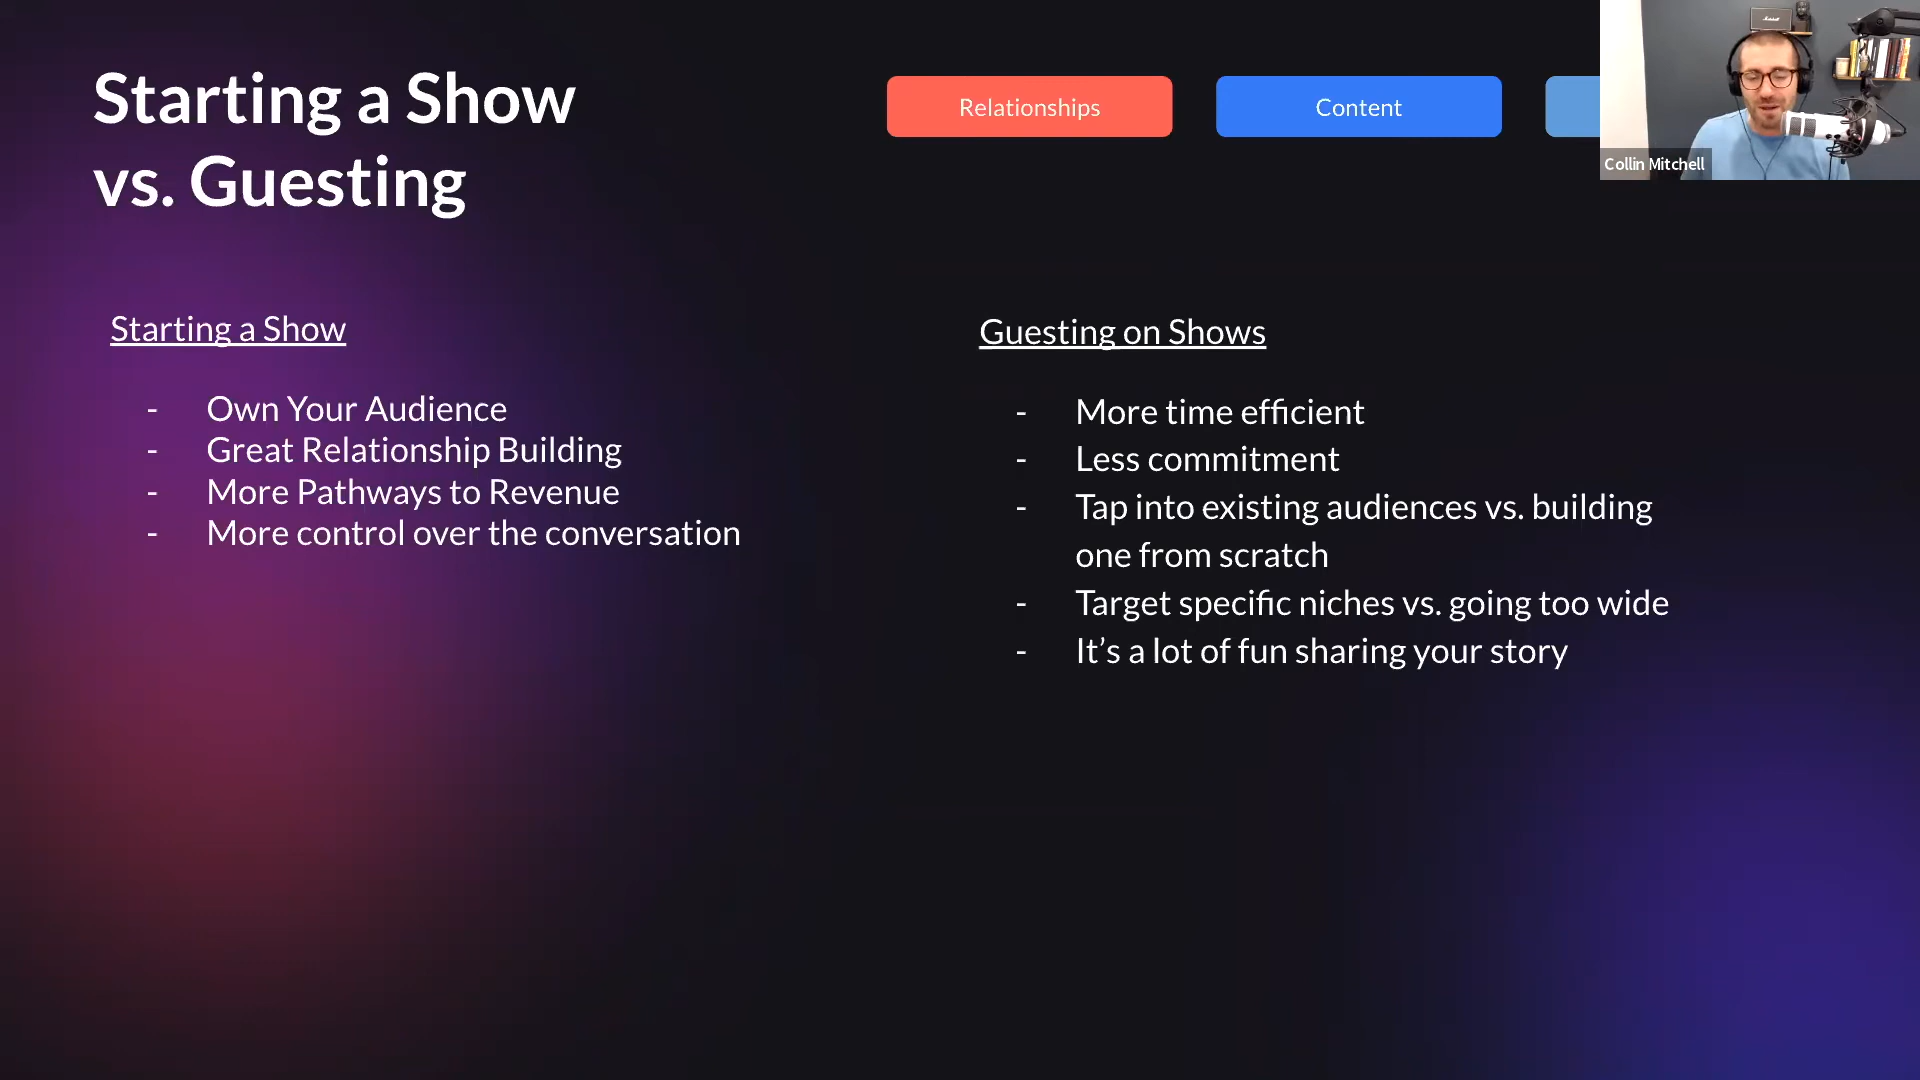 Starting a Show
vs. Guesting
Relationships
Content
Collin Mitchell
Starting a Show
- Own Your Audience
- Great Relationship Building
- More Pathways to Revenue
- More control over the conversation
Guesting on Shows
- More time efficient
- Less commitment
- Tap into existing audiences vs. building
one from scratch
- Target specific niches vs. going too wide
- It’s a lot of fun sharing your story